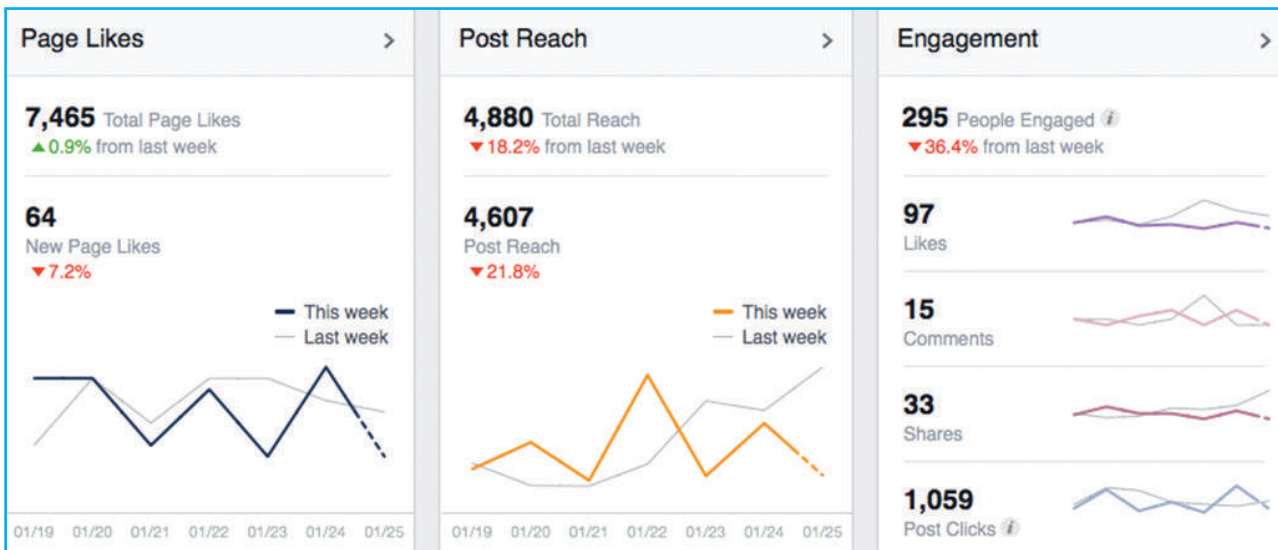 Page Likes
7,465 Total Page Likes
▲0.9% from last week
64
New Page Likes
▼7.2%
This week
Last week
01/19 01/20 01/21 01/22 01/23 01/24 01/25
Post Reach
4,880 Total Reach
▼18.2% from last week
4,607
Post Reach
▼21.8%
This week
Last week
01/19 01/20 01/21 01/22 01/23 01/24 01/25
Engagement
295 People Engaged i
▼36.4% from last week
97
Likes
15
Comments
33
Shares
1,059
Post Clicks i